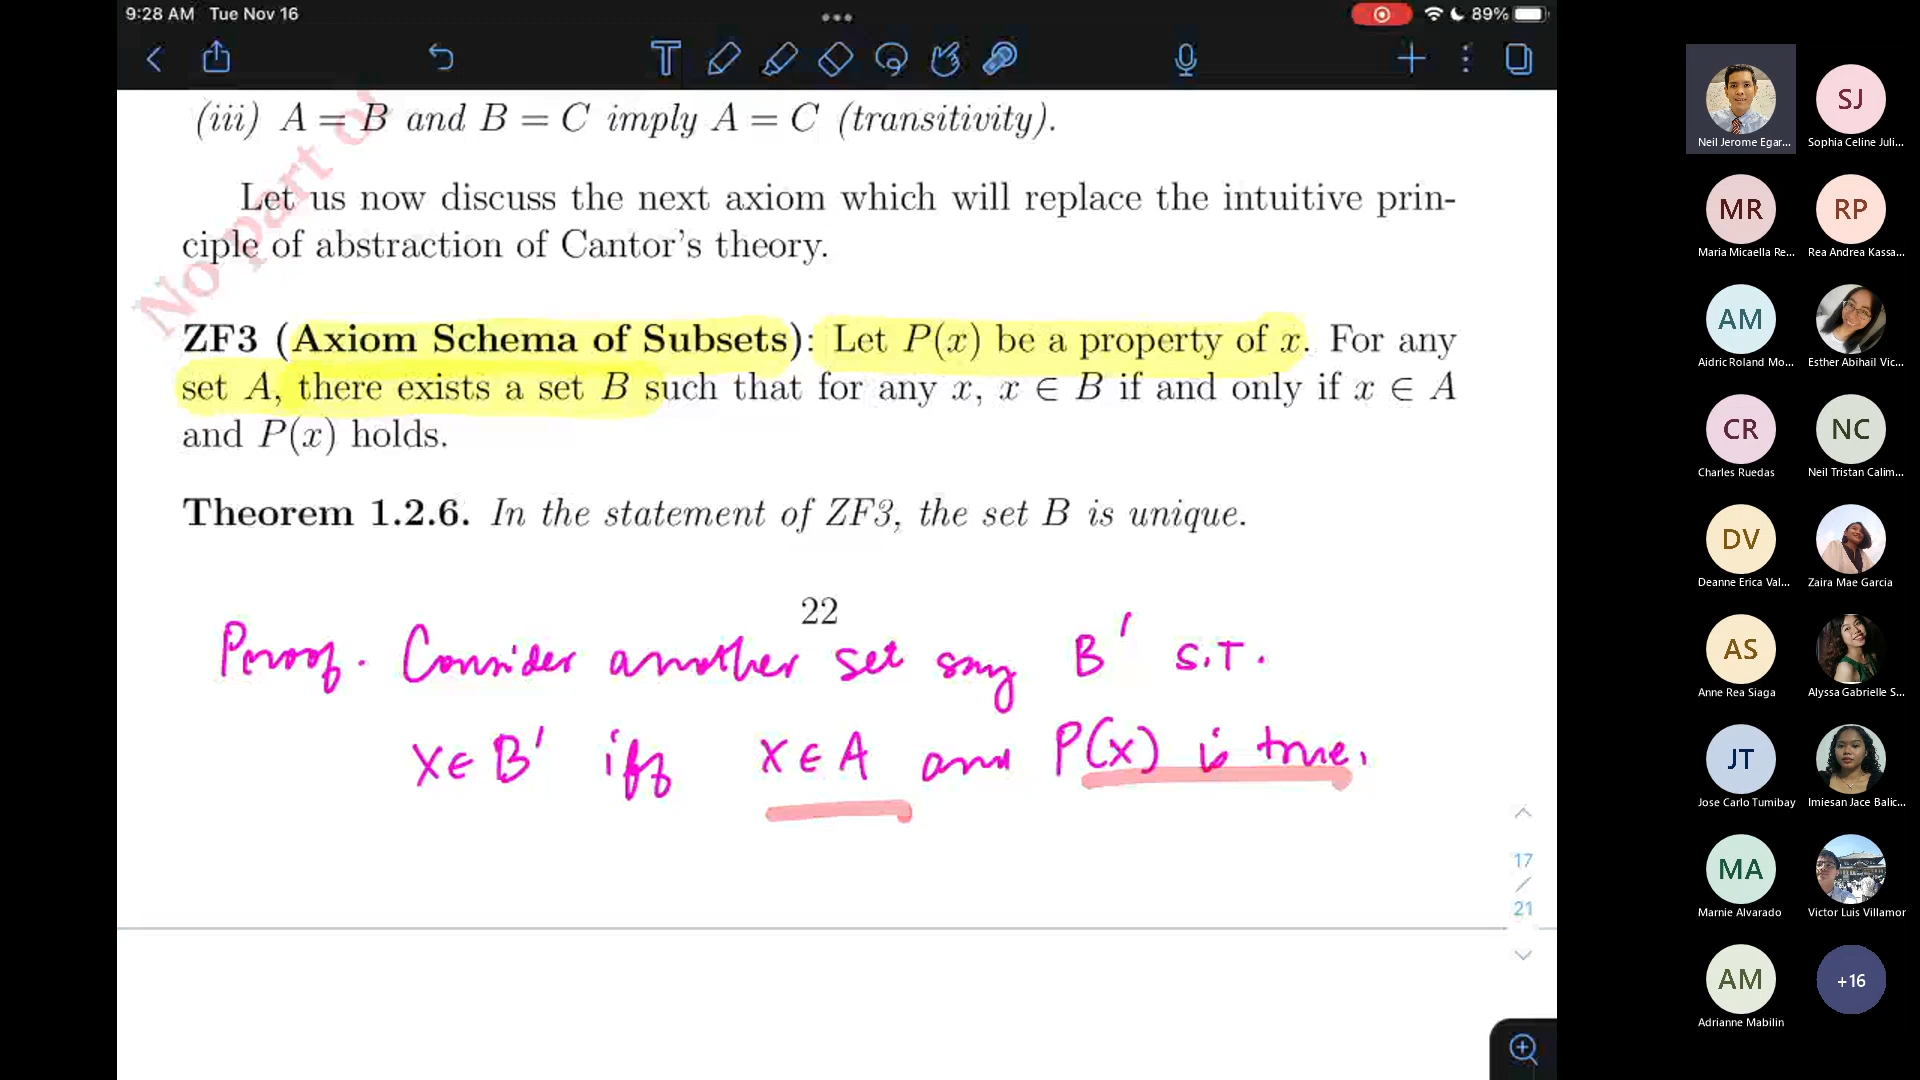 9:28 AM Tue Nov 16
89%
(iii) A = B and B = C imply A = C (transitivity).
Let us now discuss the next axiom which will replace the intuitive prin-
ciple of abstraction of Cantor's theory.
ZF3 (Axiom Schema of Subsets): Let P(x) be a property of x. For any
set A, there exists a set B such that for any x, x ∈ B if and only if x ∈ A
and P(x) holds.
Theorem 1.2.6. In the statement of ZF3, the set B is unique.
22
Proof. Consider another set say B' s.t.
x ∈ B' iff x ∈ A and P(x) is true.
17
21
No part of
Neil Jerome Egar...
SJ
Sophia Celine Juli...
MR
Maria Micaella Re...
RP
Rea Andrea Kassa...
AM
Aidric Roland Mo...
Esther Abihail Vic...
CR
Charles Ruedas
NC
Neil Tristan Calim...
DV
Deanne Erica Val...
Zaira Mae Garcia
AS
Anne Rea Siaga
Alyssa Gabrielle S...
JT
Jose Carlo Tumibay
Imiesan Jace Balic...
MA
Marnie Alvarado
Victor Luis Villamor
AM
Adrianne Mabilin
+16